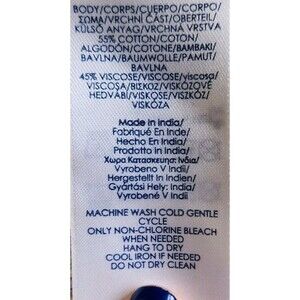 BODY/CORPS/CUERPO/CORPO/
ΣΩΜΑ/VRCHNÍ ČÁST/OBERTEIL/
KÜLSŐ ANYAG/VRCHNÁ VRSTVA
55% COTTON/COTON/
ALGODÓN/COTONE/BAMBAKI/
BAVLNA/BAUMWOLLE/PAMUT/
BAVLNA
45% VISCOSE/VISCOSE/viscosa/
VISCOSA/ΒΙΣΚΟΖ/VISKÓZOVÉ
HEDVÁBÍ/VISKOSE/VISZKÓZ/
VISKÓZA
Made in India/
Fabriqué En Inde/
Hecho En India/
Prodotto in India/
Χωρα Κατασκευησ: Ινδια/
Vyrobeno V Indii/
Hergestellt In Indien/
Gyártási Hely: India/
Vyrobené V Indii
MACHINE WASH COLD GENTLE
CYCLE
ONLY NON-CHLORINE BLEACH
WHEN NEEDED
HANG TO DRY
COOL IRON IF NEEDED
DO NOT DRY CLEAN